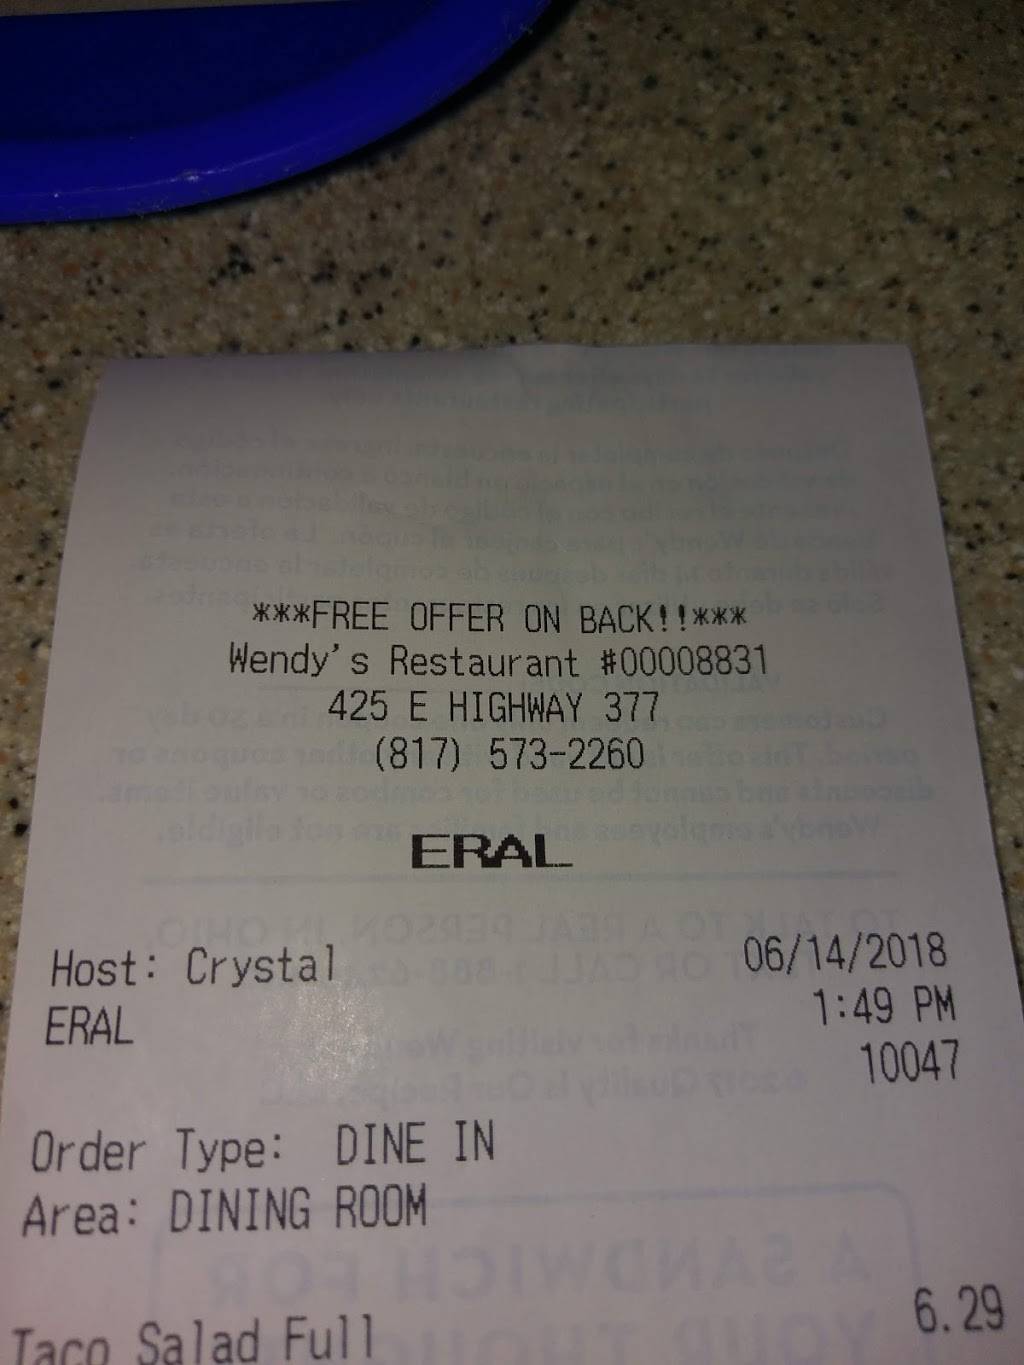 ***FREE OFFER ON BACK!!***
Wendy's Restaurant #00008831
425 E HIGHWAY 377
(817) 573-2260
ERAL
Host: Crystal 06/14/2018
ERAL 1:49 PM
10047
Order Type: DINE IN
Area: DINING ROOM
Taco Salad Full 6.29